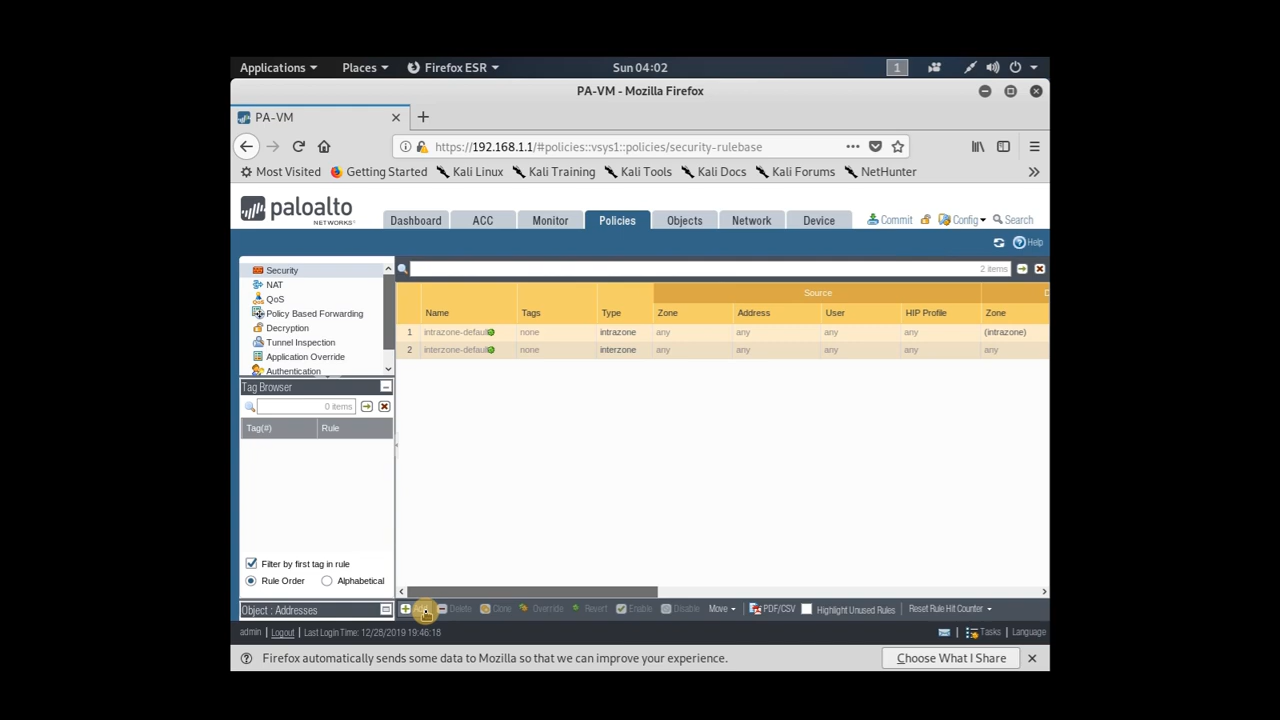 Applications Places Firefox ESR Sun 04:02 1
PA-VM - Mozilla Firefox
PA-VM
https://192.168.1.1/#policies::vsys1::policies/security-rulebase
Most Visited Getting Started Kali Linux Kali Training Kali Tools Kali Docs Kali Forums NetHunter
paloalto
NETWORKS
Dashboard ACC Monitor Policies Objects Network Device Commit Config Search
Help
Security
NAT
QoS
Policy Based Forwarding
Decryption
Tunnel Inspection
Application Override
Authentication
2 items
Source
Name Tags Type Zone Address User HIP Profile Zone
1 intrazone-default none intrazone any any any any (intrazone)
2 interzone-default none interzone any any any any any
Tag Browser
0 items
Tag(#) Rule
Filter by first tag in rule
Rule Order Alphabetical
Object : Addresses
Add Delete Clone Override Revert Enable Disable Move PDF/CSV Highlight Unused Rules Reset Rule Hit Counter
admin Logout Last Login Time: 12/28/2019 19:46:18 Tasks Language
Firefox automatically sends some data to Mozilla so that we can improve your experience. Choose What I Share